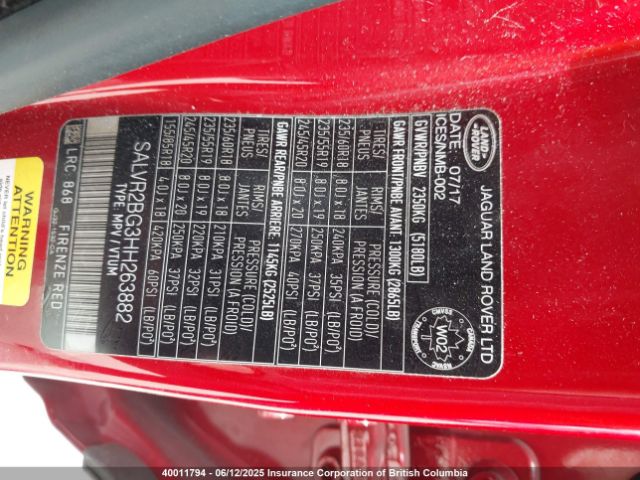 LAND
ROVER
JAGUAR LAND ROVER LTD
DATE 07/17
ICES/NMB-002
GVWR/PNBV 2350KG (5180LB)
GAWR FRONT/PNBE AVANT 1300KG (2865LB)
TIRES/ RIMS/ COLD PRESSURE/
PNEUS JANTES PRESSION (A FROID)
235/60R18 8.0J x 18 240KPA 35PSI (LB/PO²)
235/55R19 8.0J x 19
245/45R20 8.0J x 20 270KPA 40PSI (LB/PO²)
GAWR REAR/PNBE ARRIERE 1145KG (2525LB)
TIRES/ RIMS/ COLD PRESSURE/
PNEUS JANTES PRESSION (A FROID)
235/60R18 8.0J x 18 210KPA 31PSI (LB/PO²)
235/55R19 8.0J x 19 220KPA 32PSI (LB/PO²)
245/45R20 8.0J x 20 250KPA 37PSI (LB/PO²)
155/85R18 4.0J x 18 420KPA 60PSI (LB/PO²)
SALVR2BG3HH263882
TYPE: MPV / VTUM
LRC: 868 FIRENZE RED
CMVSS
CANADA
W02
NSVAC
TRANSPORT
WARNING
ATTENTION
40011794 - 06/12/2025 Insurance Corporation of British Columbia